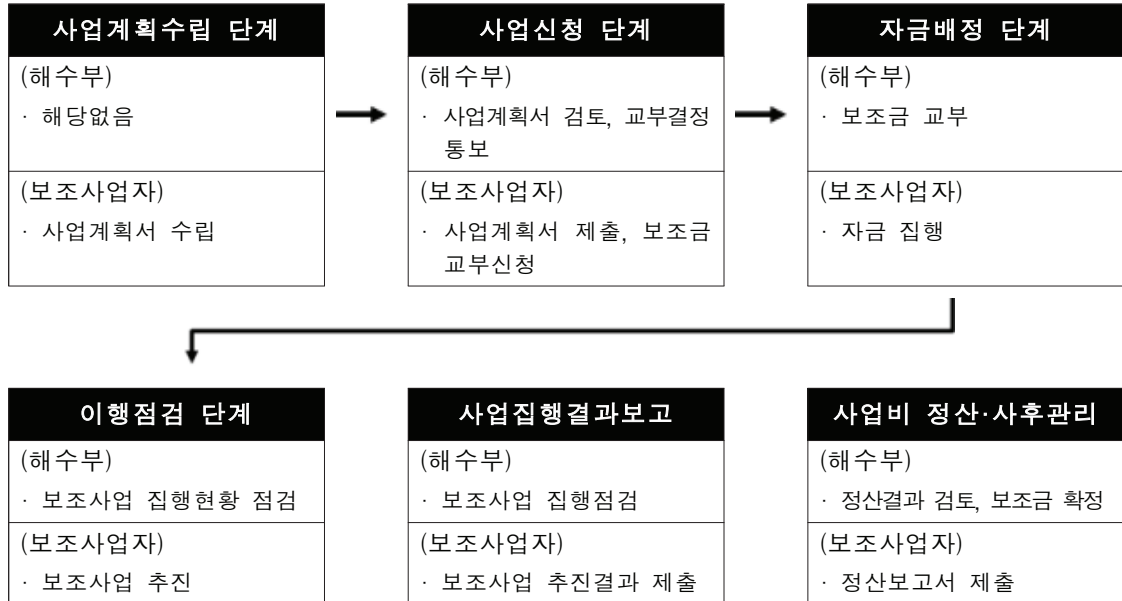 사업계획수립 단계
(해수부)
· 해당없음
(보조사업자)
· 사업계획서 수립
사업신청 단계
(해수부)
· 사업계획서 검토, 교부결정
통보
(보조사업자)
· 사업계획서 제출, 보조금
교부신청
자금배정 단계
(해수부)
· 보조금 교부
(보조사업자)
· 자금 집행
이행점검 단계
(해수부)
· 보조사업 집행현황 점검
(보조사업자)
· 보조사업 추진
사업집행결과보고
(해수부)
· 보조사업 집행점검
(보조사업자)
· 보조사업 추진결과 제출
사업비 정산·사후관리
(해수부)
· 정산결과 검토, 보조금 확정
(보조사업자)
· 정산보고서 제출